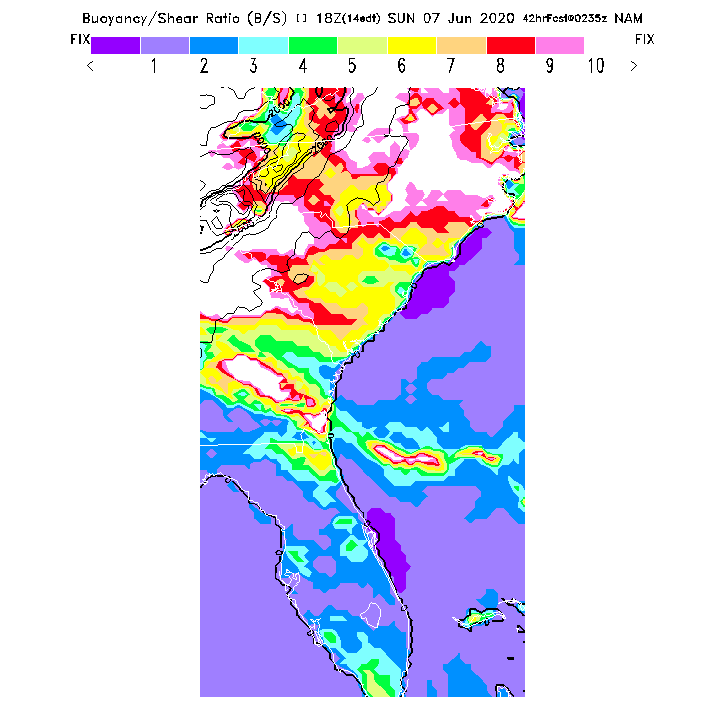 Buoyancy/Shear Ratio (B/S) [] 18Z(14edt) SUN 07 Jun 2020 42hrFcst@0235z NAM
FIX FIX
< 1 2 3 4 5 6 7 8 9 10 >